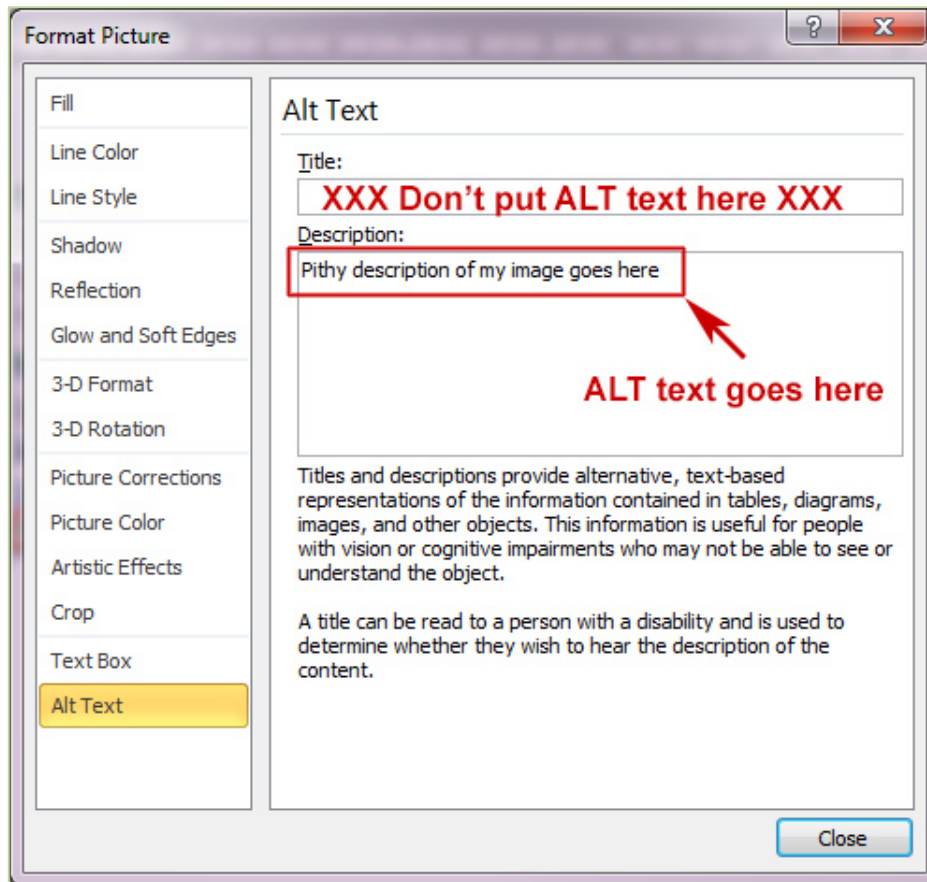 Format Picture
?
X
Fill
Line Color
Line Style
Shadow
Reflection
Glow and Soft Edges
3-D Format
3-D Rotation
Picture Corrections
Picture Color
Artistic Effects
Crop
Text Box
Alt Text
Alt Text
Title:
XXX Don't put ALT text here XXX
Description:
Pithy description of my image goes here
ALT text goes here
Titles and descriptions provide alternative, text-based
representations of the information contained in tables, diagrams,
images, and other objects. This information is useful for people
with vision or cognitive impairments who may not be able to see or
understand the object.
A title can be read to a person with a disability and is used to
determine whether they wish to hear the description of the
content.
Close